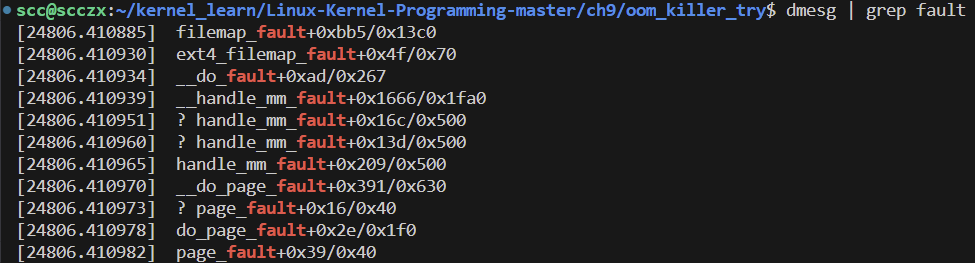 scc@scczx:~/kernel_learn/Linux-Kernel-Programming-master/ch9/oom_killer_try$ dmesg | grep fault
[24806.410885]  filemap_fault+0xbb5/0x13c0
[24806.410930]  ext4_filemap_fault+0x4f/0x70
[24806.410934]  __do_fault+0xad/0x267
[24806.410939]  __handle_mm_fault+0x1666/0x1fa0
[24806.410951]  ? handle_mm_fault+0x16c/0x500
[24806.410960]  ? handle_mm_fault+0x13d/0x500
[24806.410965]  handle_mm_fault+0x209/0x500
[24806.410970]  __do_page_fault+0x391/0x630
[24806.410973]  ? page_fault+0x16/0x40
[24806.410978]  do_page_fault+0x2e/0x1f0
[24806.410982]  page_fault+0x39/0x40